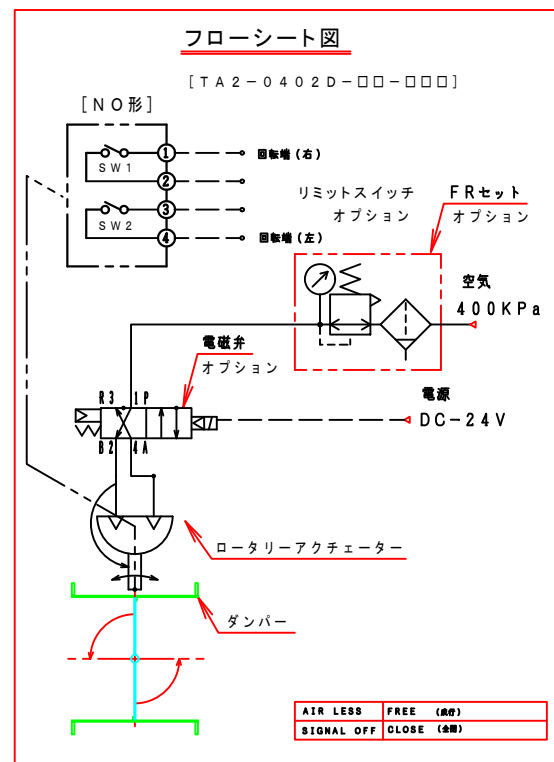 フローシート図
[TA2-0402D-□□-□□□]
[NO形]
SW1
SW2
1
2
3
4
回転端(右)
回転端(左)
リミットスイッチ
オプション
FRセット
オプション
空気
400KPa
電磁弁
オプション
R3 1P
B2 4A
電源
DC-24V
ロータリーアクチェーター
ダンパー
AIR LESS FREE
SIGNAL OFF CLOSE (全閉)